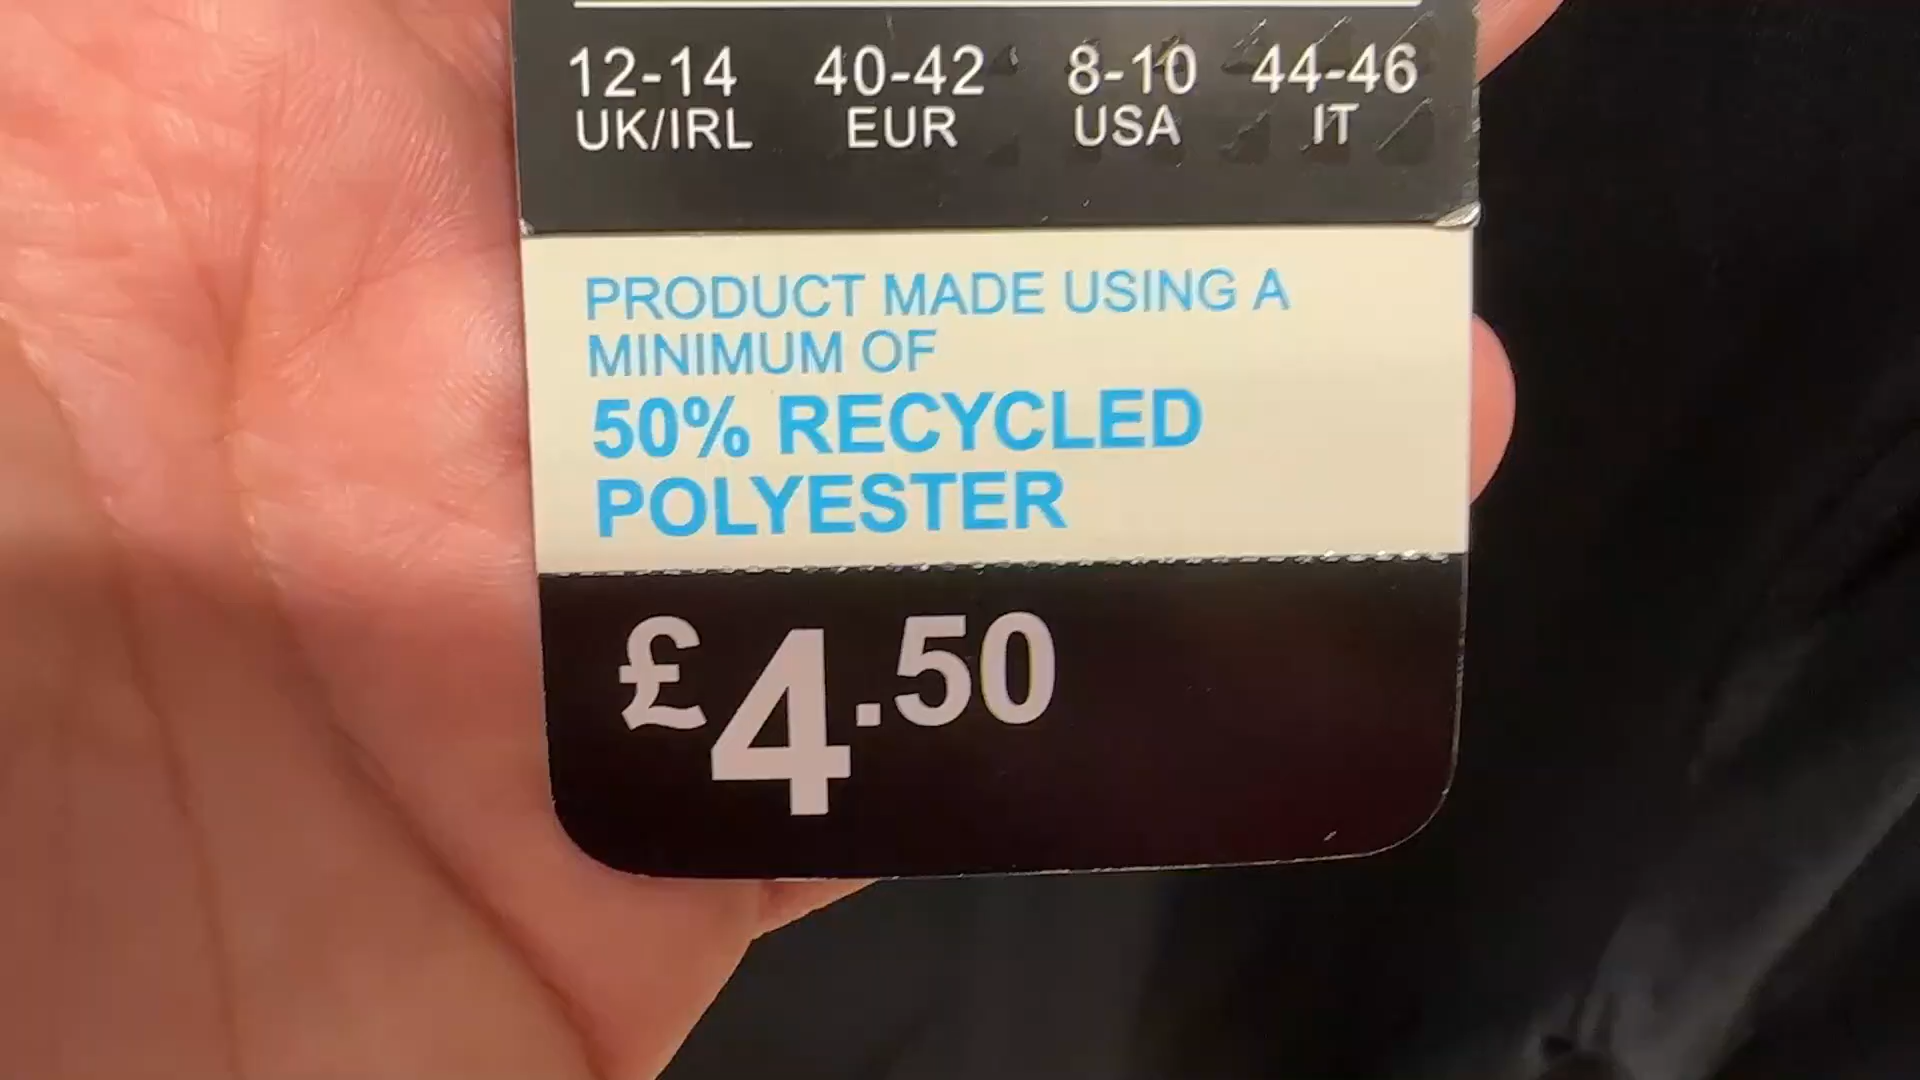 12-14 40-42 8-10 44-46
UK/IRL EUR USA IT
PRODUCT MADE USING A
MINIMUM OF
50% RECYCLED
POLYESTER
£4.50